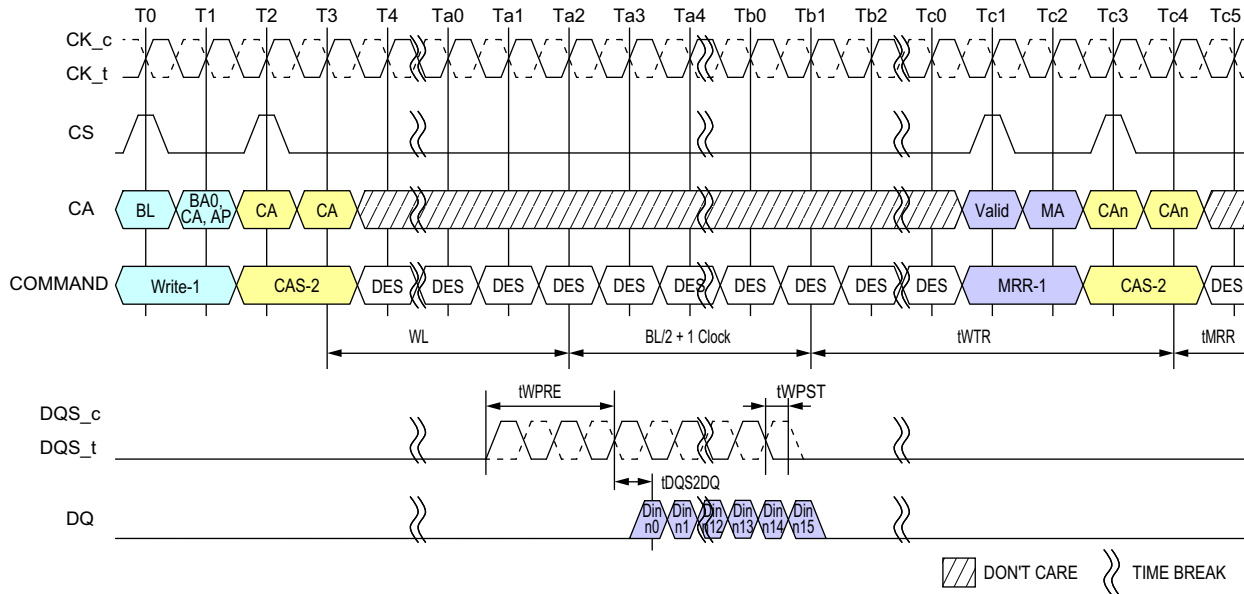 T0 T1 T2 T3 T4 Ta0 Ta1 Ta2 Ta3 Ta4 Tb0 Tb1 Tb2 Tc0 Tc1 Tc2 Tc3 Tc4 Tc5
CK_c
CK_t
CS
CA BL BA0, CA, AP CA CA Valid MA CAn CAn
COMMAND Write-1 CAS-2 DES DES DES DES DES DES DES DES DES DES MRR-1 CAS-2 DES
WL BL/2 + 1 Clock tWTR tMRR
tWPRE tWPST
DQS_c
DQS_t
tDQS2DQ
DQ Din n0 Din n1 Din n12 Din n13 Din n14 Din n15
DON'T CARE TIME BREAK